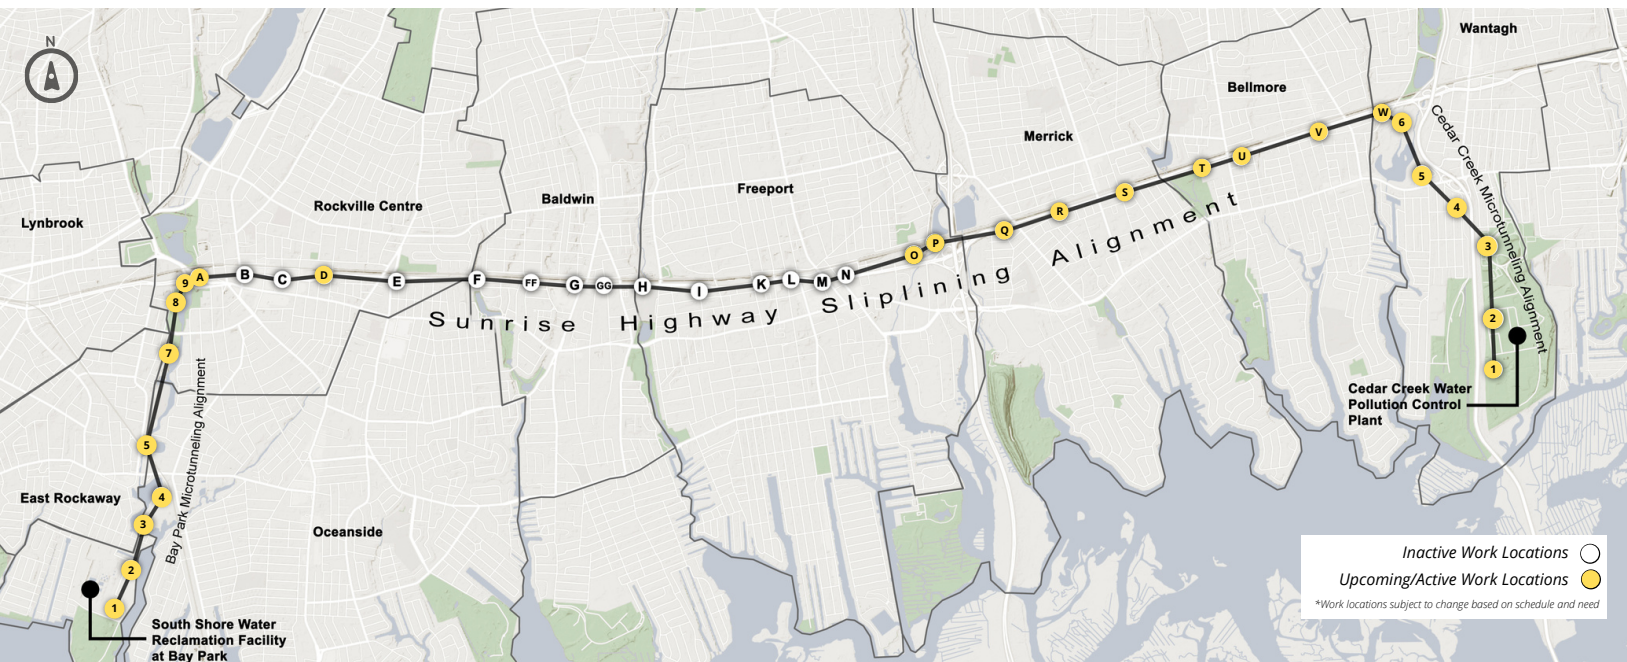 N
Wantagh
Bellmore
Merrick
Freeport
Baldwin
Rockville Centre
Lynbrook
East Rockaway
Oceanside
9
A
B
C
D
E
F
FF
G
GG
H
I
K
L
M
N
O
P
Q
R
S
T
U
V
W
6
5
4
3
2
1
8
7
5
4
3
2
1
Sunrise Highway Sliplining Alignment
Bay Park Microtunneling Alignment
Cedar Creek Microtunneling Alignment
Cedar Creek Water
Pollution Control
Plant
South Shore Water
Reclamation Facility
at Bay Park
Inactive Work Locations
Upcoming/Active Work Locations
*Work locations subject to change based on schedule and need